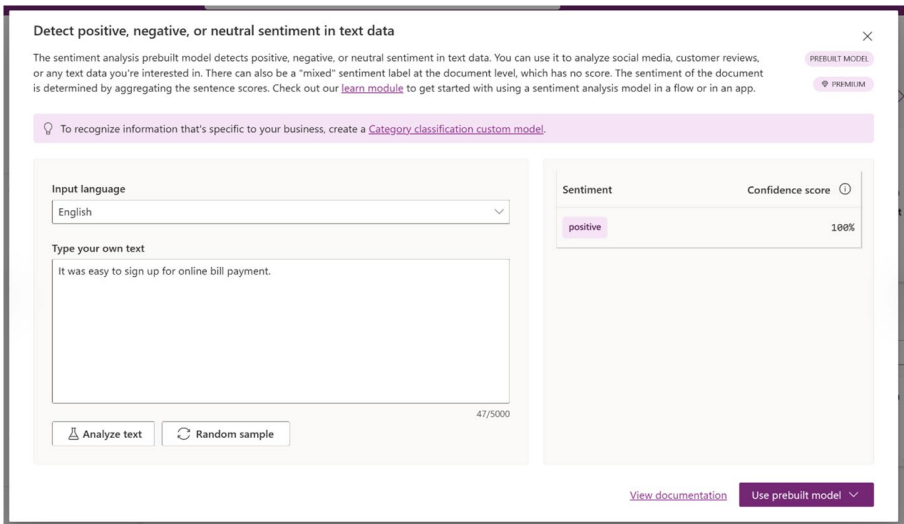 Detect positive, negative, or neutral sentiment in text data
The sentiment analysis prebuilt model detects positive, negative, or neutral sentiment in text data. You can use it to analyze social media, customer reviews,
or any text data you're interested in. There can also be a "mixed" sentiment label at the document level, which has no score. The sentiment of the document
is determined by aggregating the sentence scores. Check out our learn module to get started with using a sentiment analysis model in a flow or in an app.
PREBUILT MODEL
PREMIUM
To recognize information that's specific to your business, create a Category classification custom model.
Input language
English
Type your own text
It was easy to sign up for online bill payment.
47/5000
Analyze text
Random sample
Sentiment Confidence score
positive 100%
View documentation
Use prebuilt model